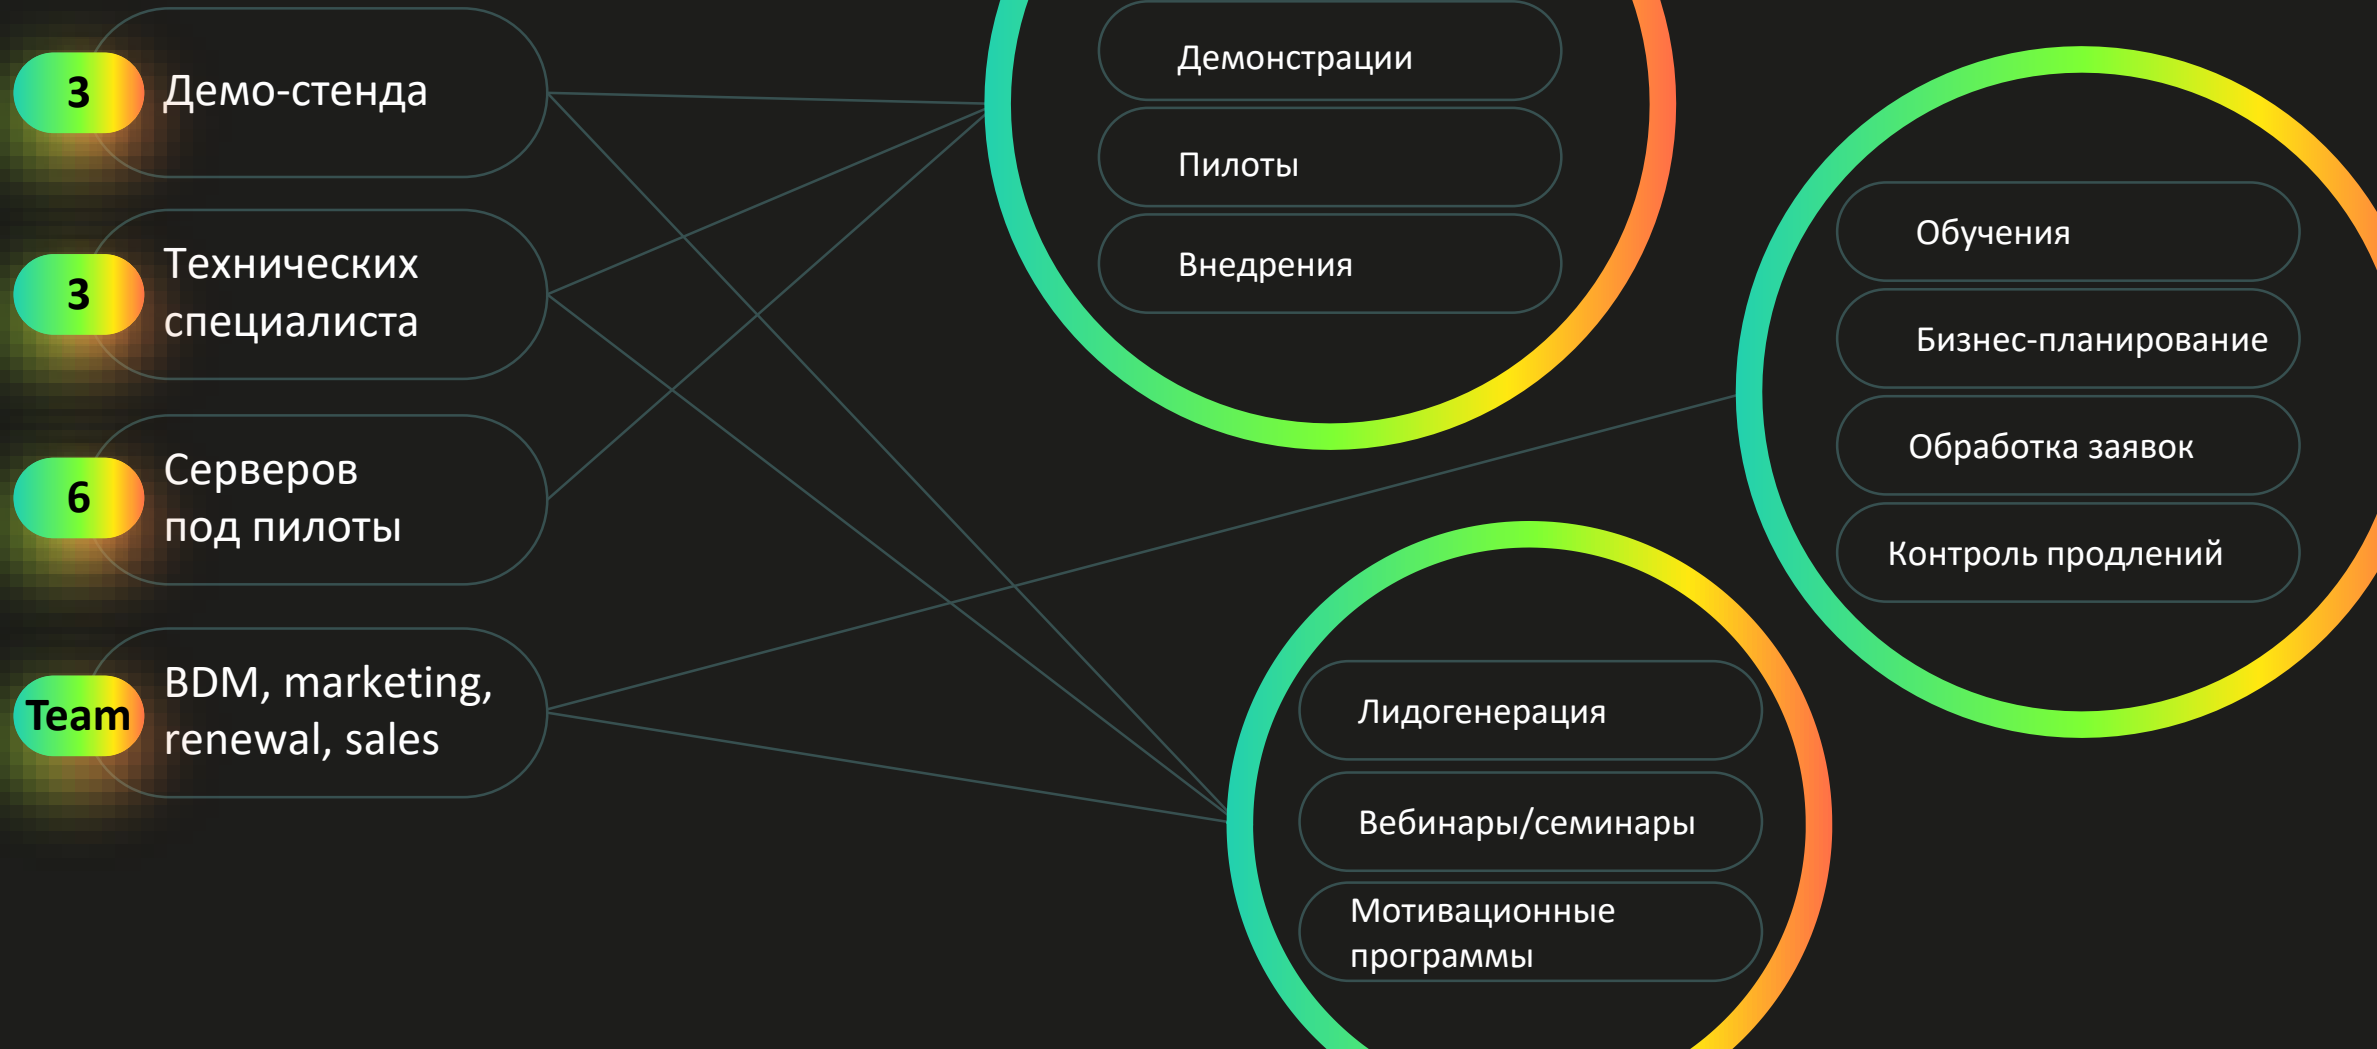 3
Демо-стенда
3
Технических
специалиста
6
Серверов
под пилоты
Team
BDM, marketing,
renewal, sales
Демонстрации
Пилоты
Внедрения
Обучения
Бизнес-планирование
Обработка заявок
Контроль продлений
Лидогенерация
Вебинары/семинары
Мотивационные
программы